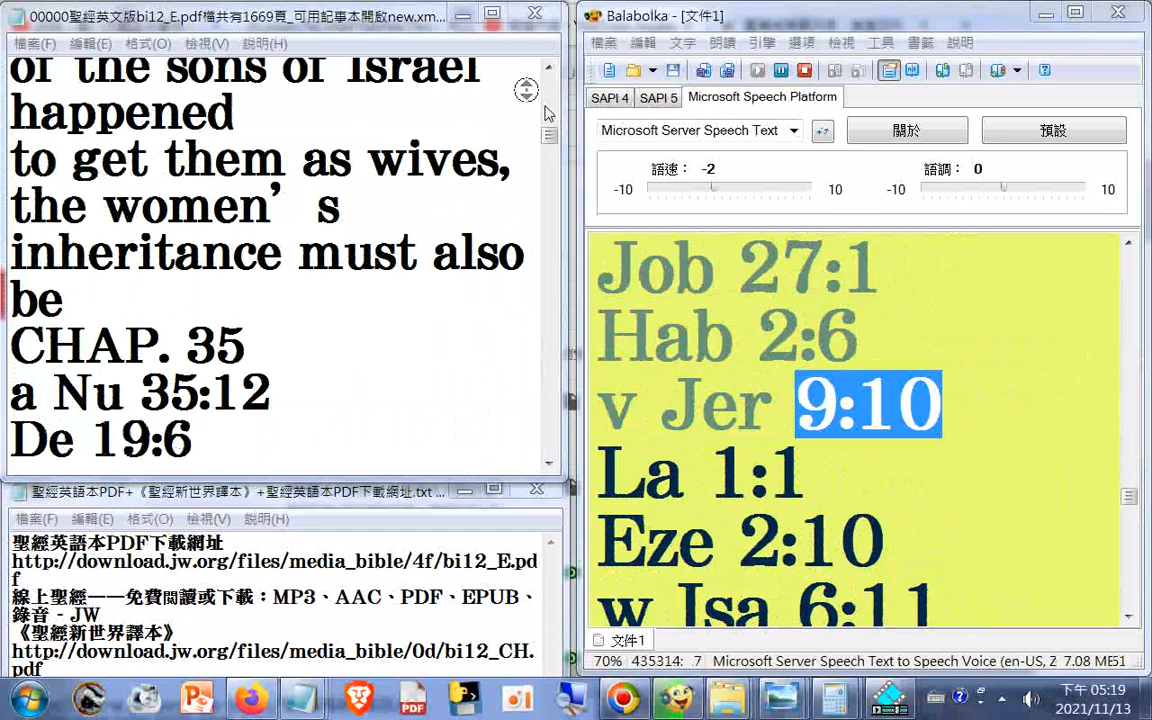 00000聖經英文版bi12_E.pdf檔共有1669頁_可用記事本開啟new.xm...
檔案(F) 編輯(E) 格式(O) 檢視(V) 說明(H)
of the sons of Israel
happened
to get them as wives,
the women’s
inheritance must also
be
CHAP. 35
a Nu 35:12
De 19:6
聖經英語本PDF+《聖經新世界譯本》+聖經英語本PDF下載網址.txt ...
檔案(F) 編輯(E) 格式(O) 檢視(V) 說明(H)
聖經英語本PDF下載網址
http://download.jw.org/files/media_bible/4f/bi12_E.pd
f
線上聖經——免費閱讀或下載：MP3、AAC、PDF、EPUB、
錄音 - JW
《聖經新世界譯本》
http://download.jw.org/files/media_bible/0d/bi12_CH.
pdf
Balabolka - [文件1]
檔案 編輯 文字 朗讀 引擎 選項 檢視 工具 書籤 說明
SAPI 4 SAPI 5 Microsoft Speech Platform
Microsoft Server Speech Text 關於 預設
語速： -2 語調： 0
-10 10 -10 10
Job 27:1
Hab 2:6
v Jer 9:10
La 1:1
Eze 2:10
w Isa 6:11
文件1
70% 435314: .7 Microsoft Server Speech Text to Speech Voice (en-US, Z 7.08 ME51
PDF
下午 05:19
2021/11/13